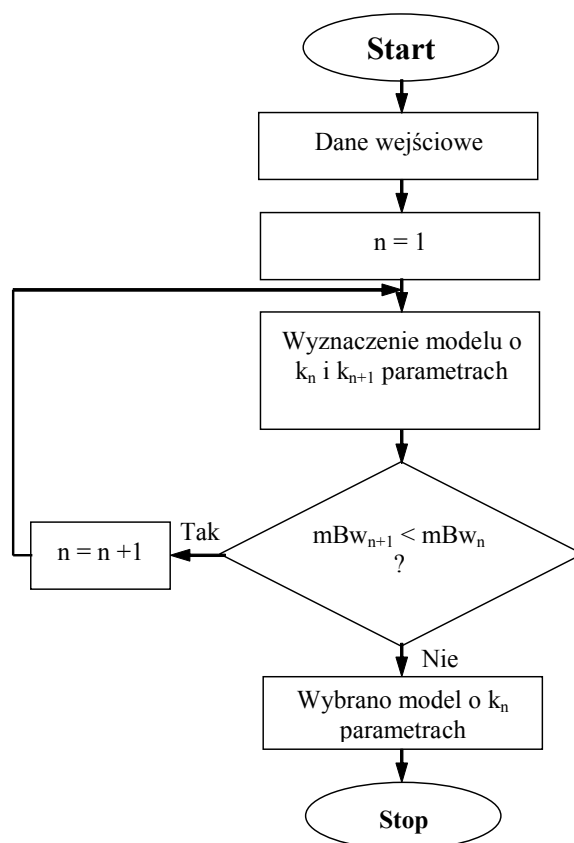 Start
Dane wejściowe
n = 1
Wyznaczenie modelu o
kₙ i kₙ₊₁ parametrach
mBwₙ₊₁ < mBwₙ
?
Tak
n = n +1
Nie
Wybrano model o kₙ
parametrach
Stop